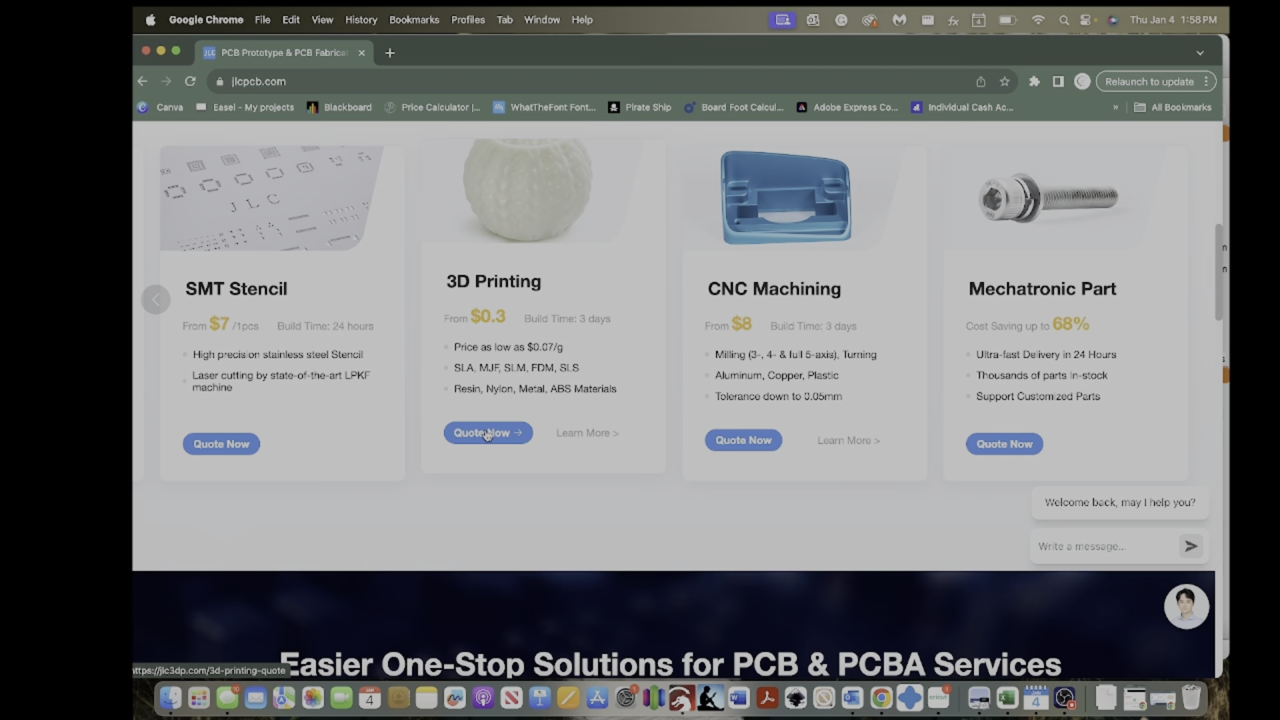 Google Chrome File Edit View History Bookmarks Profiles Tab Window Help Thu Jan 4 1:58 PM
PCB Prototype & PCB Fabrica
jlcpcb.com Relaunch to update
Canva Easel - My projects Blackboard Price Calculator |... WhatTheFont Font... Pirate Ship Board Foot Calcul... Adobe Express Co... Individual Cash Ac... » All Bookmarks
J L C
SMT Stencil
From $7 /1pcs Build Time: 24 hours
High precision stainless steel Stencil
Laser cutting by state-of-the-art LPKF
machine
Quote Now
3D Printing
From $0.3 Build Time: 3 days
Price as low as $0.07/g
SLA, MJF, SLM, FDM, SLS
Resin, Nylon, Metal, ABS Materials
Quote Now → Learn More >
CNC Machining
From $8 Build Time: 3 days
Milling (3-, 4- & full 5-axis), Turning
Aluminum, Copper, Plastic
Tolerance down to 0.05mm
Quote Now Learn More >
Mechatronic Part
Cost Saving up to 68%
Ultra-fast Delivery in 24 Hours
Thousands of parts in-stock
Support Customized Parts
Quote Now
Welcome back, may I help you?
Write a message...
Easier One-Stop Solutions for PCB & PCBA Services
https://jlc3dp.com/3d-printing-quote